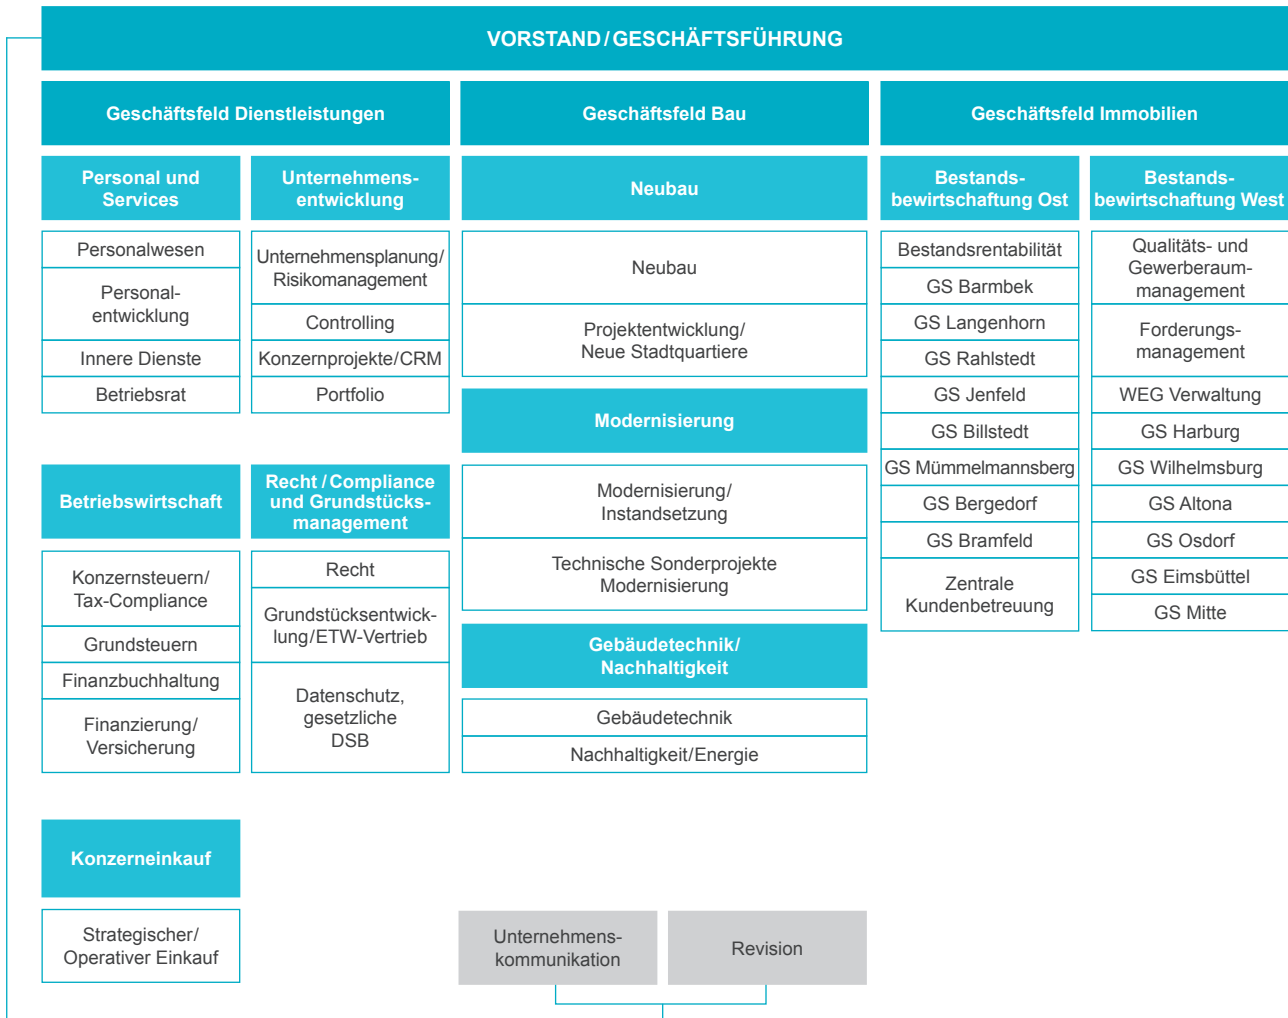 VORSTAND/GESCHÄFTSFÜHRUNG
Geschäftsfeld Dienstleistungen
Personal und
Services
Personalwesen
Personal-
entwicklung
Innere Dienste
Betriebsrat
Unternehmens-
entwicklung
Unternehmensplanung/
Risikomanagement
Controlling
Konzernprojekte/CRM
Portfolio
Betriebswirtschaft
Konzernsteuern/
Tax-Compliance
Grundsteuern
Finanzbuchhaltung
Finanzierung/
Versicherung
Recht/Compliance
und Grundstücks-
management
Recht
Grundstücksentwick-
lung/ETW-Vertrieb
Datenschutz,
gesetzliche
DSB
Konzerneinkauf
Strategischer/
Operativer Einkauf
Geschäftsfeld Bau
Neubau
Neubau
Projektentwicklung/
Neue Stadtquartiere
Modernisierung
Modernisierung/
Instandsetzung
Technische Sonderprojekte
Modernisierung
Gebäudetechnik/
Nachhaltigkeit
Gebäudetechnik
Nachhaltigkeit/Energie
Geschäftsfeld Immobilien
Bestands-
bewirtschaftung Ost
Bestandsrentabilität
GS Barmbek
GS Langenhorn
GS Rahlstedt
GS Jenfeld
GS Billstedt
GS Mümmelmannsberg
GS Bergedorf
GS Bramfeld
Zentrale
Kundenbetreuung
Bestands-
bewirtschaftung West
Qualitäts- und
Gewerberaum-
management
Forderungs-
management
WEG Verwaltung
GS Harburg
GS Wilhelmsburg
GS Altona
GS Osdorf
GS Eimsbüttel
GS Mitte
Unternehmens-
kommunikation
Revision